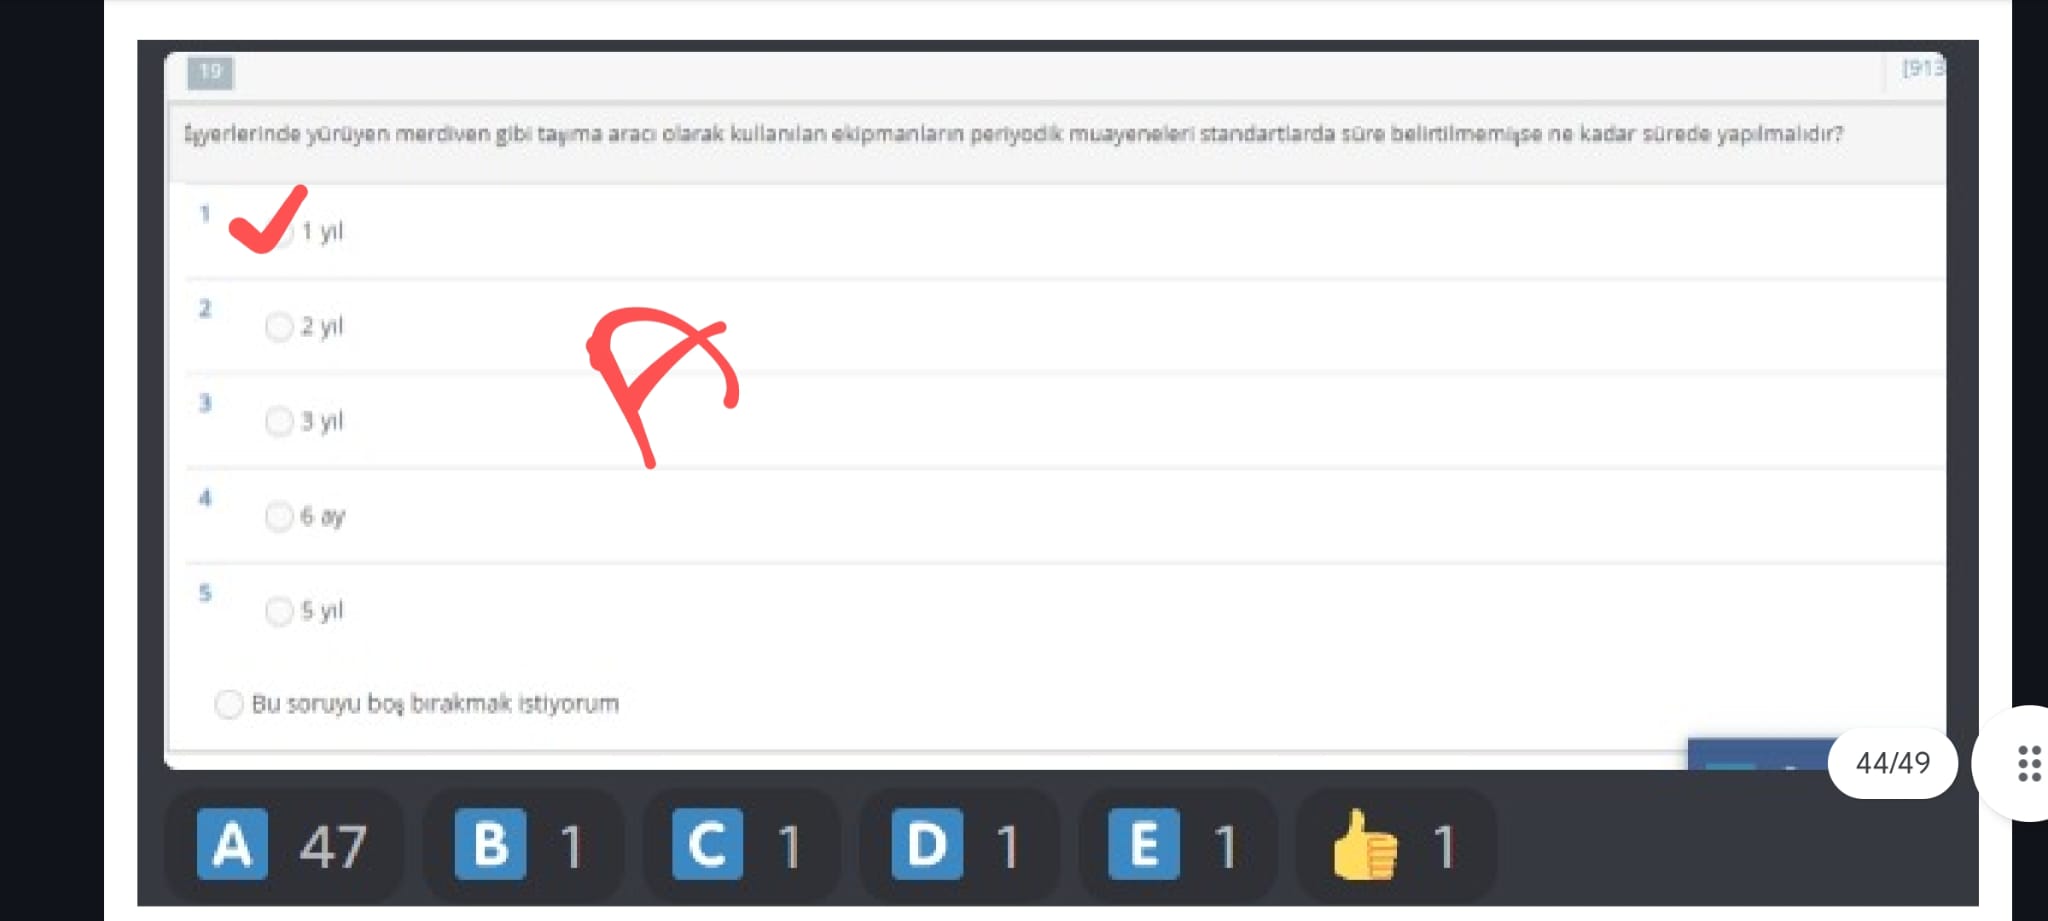 19
[913
İşyerlerinde yürüyen merdiven gibi taşıma aracı olarak kullanılan ekipmanların periyodik muayeneleri standartlarda süre belirtilmemişse ne kadar sürede yapılmalıdır?
1
1 yıl
2
2 yıl
A
3
3 yıl
4
6 ay
5
5 yıl
Bu soruyu boş bırakmak istiyorum
44/49
A 47 B 1 C 1 D 1 E 1 👍 1